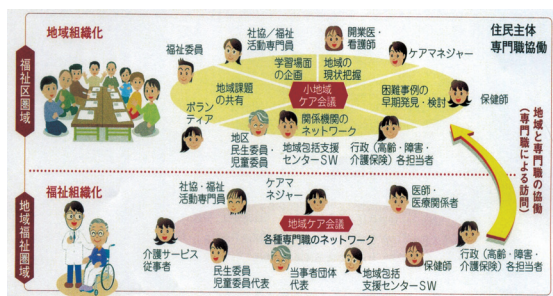 地域組織化
住民主体
専門職協働
福祉区圏域
福祉委員
社協／福祉
活動専門員
開業医・
看護師
ケアマネジャー
学習場面
の企画
地域の
現状把握
地域課題
の共有
小地域
ケア会議
困難事例の
早期発見・検討
保健師
ボラン
ティア
関係機関の
ネットワーク
地区
民生委員・
児童委員
地域包括支援
センターSW
行政（高齢・障害・
介護保険）各担当者
地域と専門職の協働
（専門職による訪問）
福祉組織化
地域福祉圏域
社協・福祉
活動専門員
ケアマ
ネジャー
医師・
医療関係者
地域ケア会議
各種専門職のネットワーク
介護サービス
従事者
民生委員
児童委員代表
当事者団体
代表
地域包括
支援センターSW
保健師
行政（高齢・障害・
介護保険）各担当者